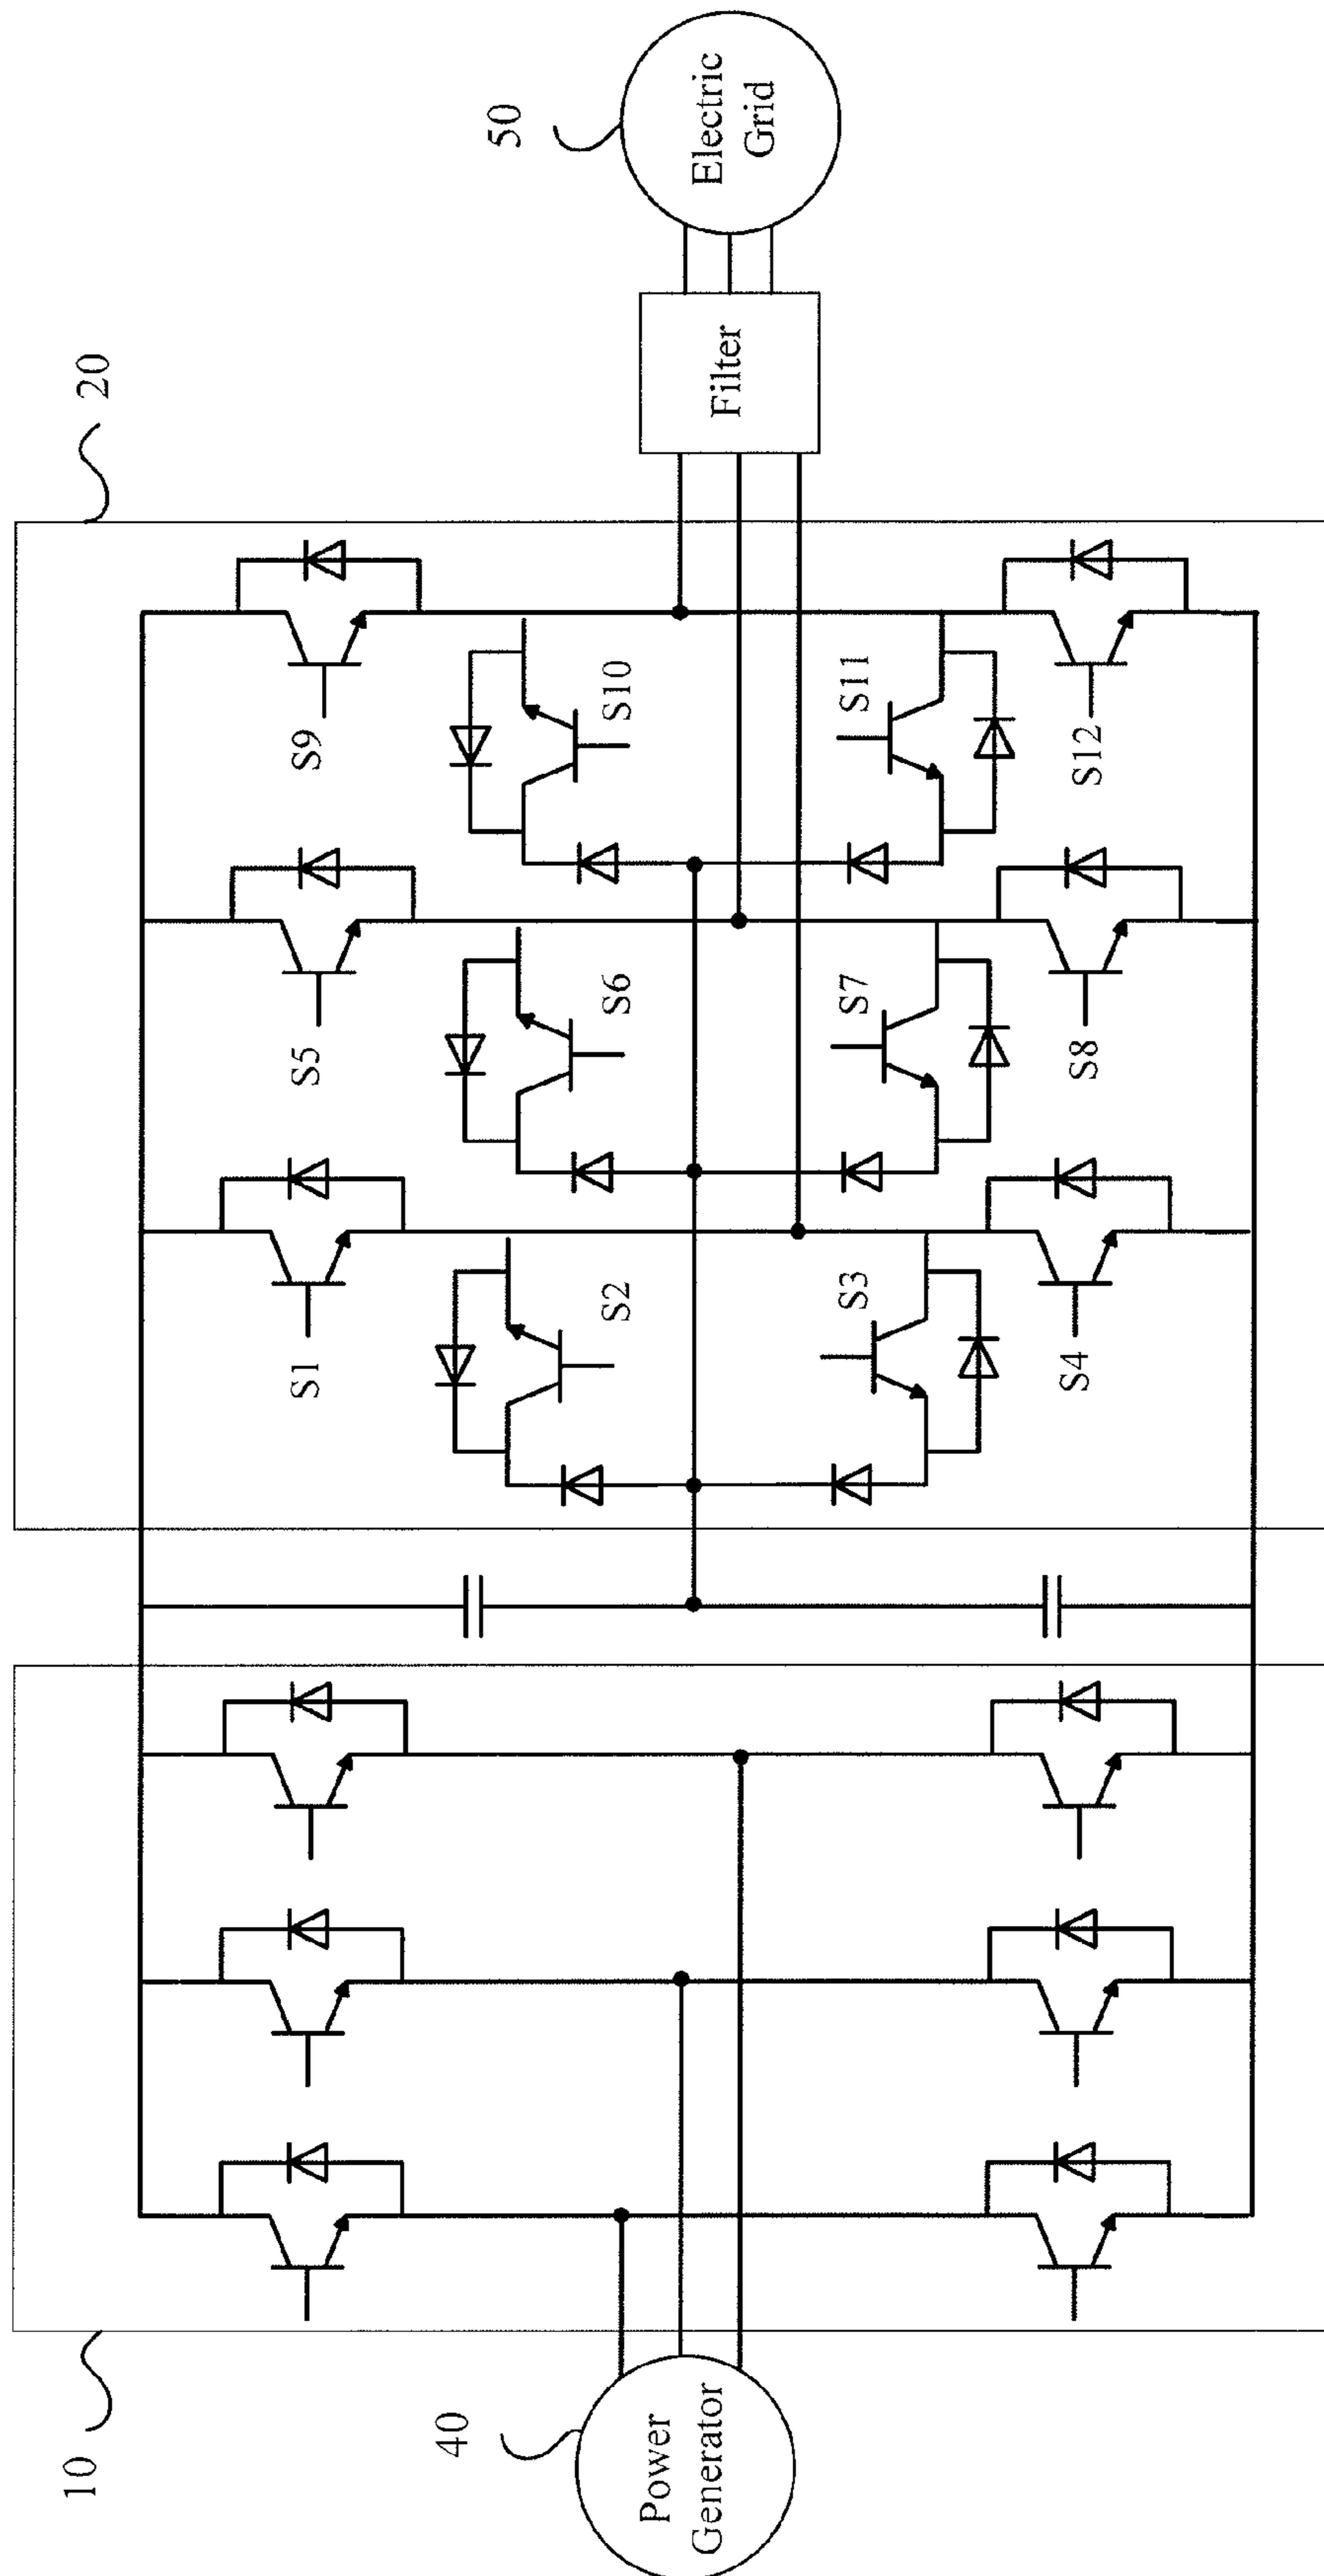 10
20
40
50
Power
Generator
S1
S2
S3
S4
S5
S6
S7
S8
S9
S10
S11
S12
Filter
Electric
Grid